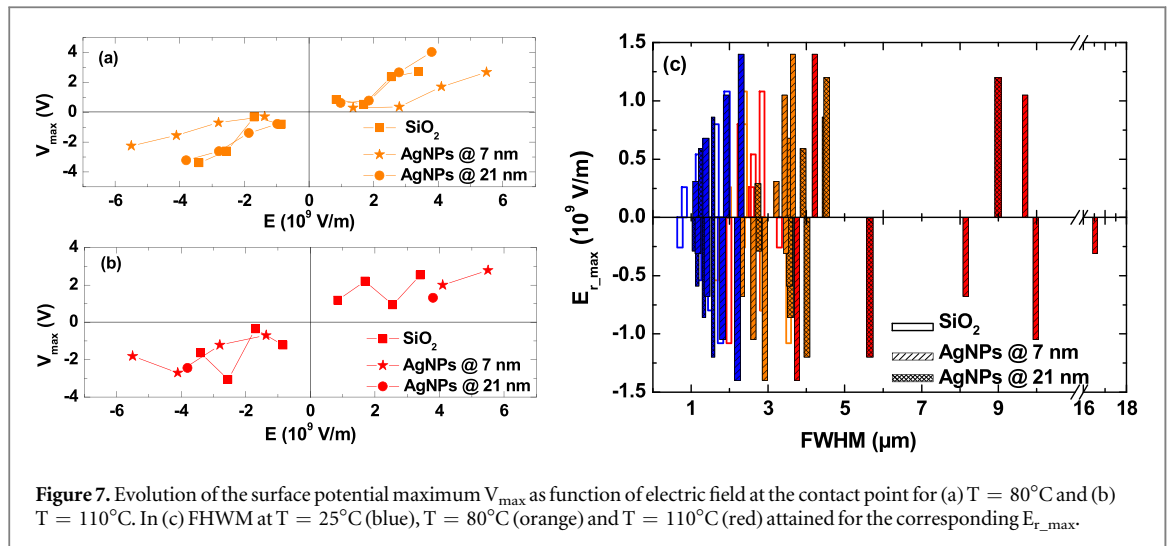 (a)
4
2
0
-2
-4
V_max (V)
-6 -4 -2 0 2 4 6
E (10^9 V/m)
SiO_2
AgNPs @ 7 nm
AgNPs @ 21 nm
(b)
4
2
0
-2
-4
V_max (V)
-6 -4 -2 0 2 4 6
E (10^9 V/m)
SiO_2
AgNPs @ 7 nm
AgNPs @ 21 nm
(c)
1.5
1.0
0.5
0.0
-0.5
-1.0
-1.5
E_r_max (10^9 V/m)
1 3 5 7 9 16 18
FWHM (µm)
SiO_2
AgNPs @ 7 nm
AgNPs @ 21 nm
Figure 7. Evolution of the surface potential maximum V_max as function of electric field at the contact point for (a) T = 80°C and (b)
T = 110°C. In (c) FHWM at T = 25°C (blue), T = 80°C (orange) and T = 110°C (red) attained for the corresponding E_r_max.